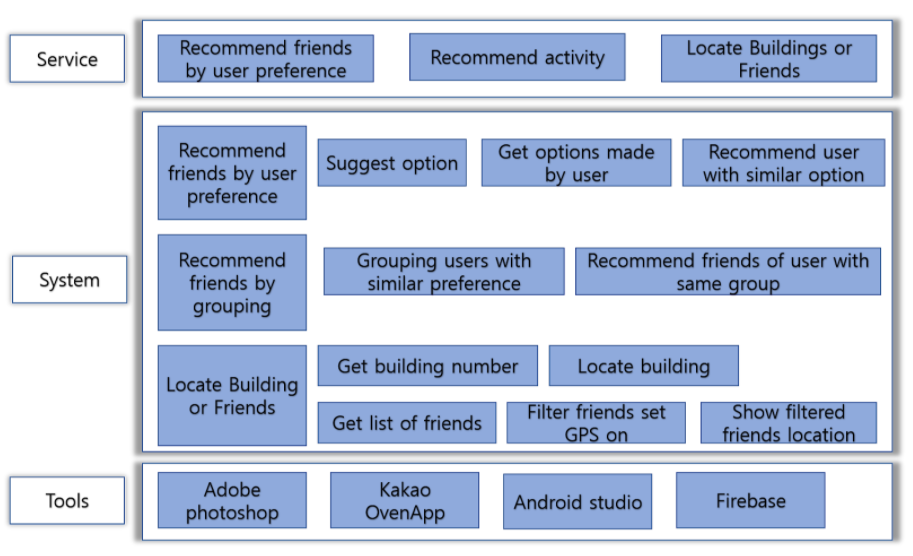 Service
Recommend friends
by user preference
Recommend activity
Locate Buildings or
Friends
System
Recommend
friends by user
preference
Suggest option
Get options made
by user
Recommend user
with similar option
Recommend
friends by
grouping
Grouping users with
similar preference
Recommend friends of user with
same group
Locate Building
or Friends
Get building number
Locate building
Get list of friends
Filter friends set
GPS on
Show filtered
friends location
Tools
Adobe
photoshop
Kakao
OvenApp
Android studio
Firebase